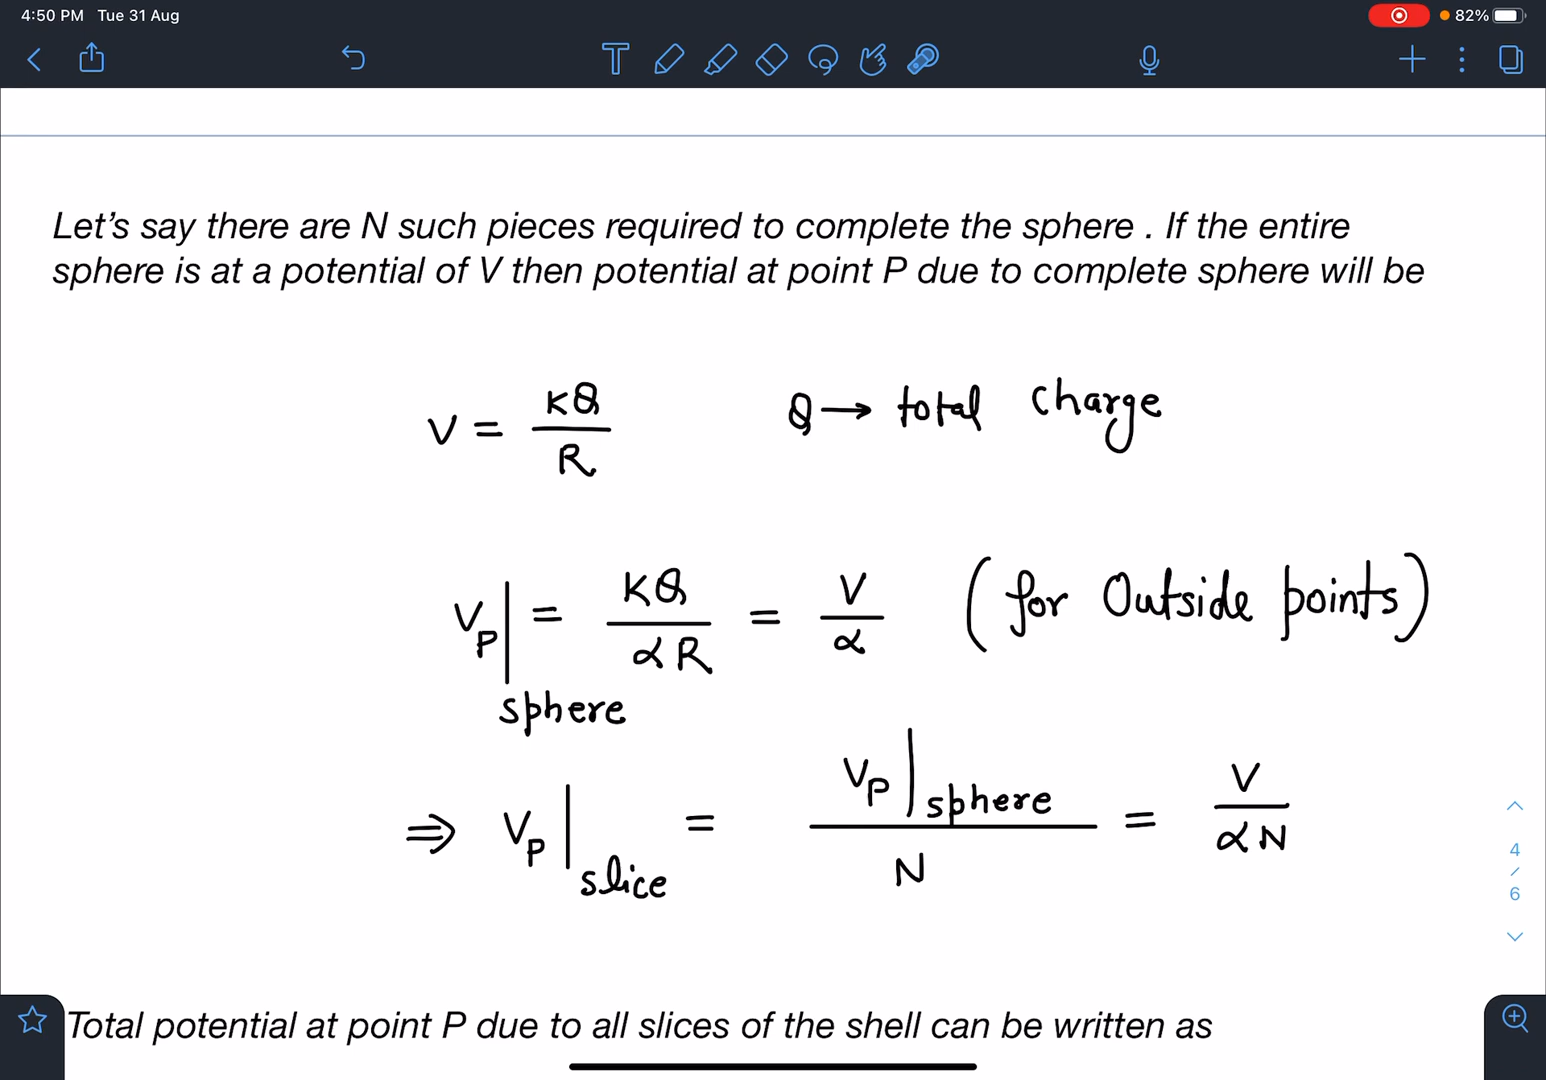 4:50 PM Tue 31 Aug
82%
T
Let's say there are N such pieces required to complete the sphere . If the entire
sphere is at a potential of V then potential at point P due to complete sphere will be
V = KQ/R Q → total charge
V_P|sphere = KQ/αR = V/α (for Outside points)
⇒ V_P|slice = V_P|sphere / N = V/αN
4
/
6
Total potential at point P due to all slices of the shell can be written as